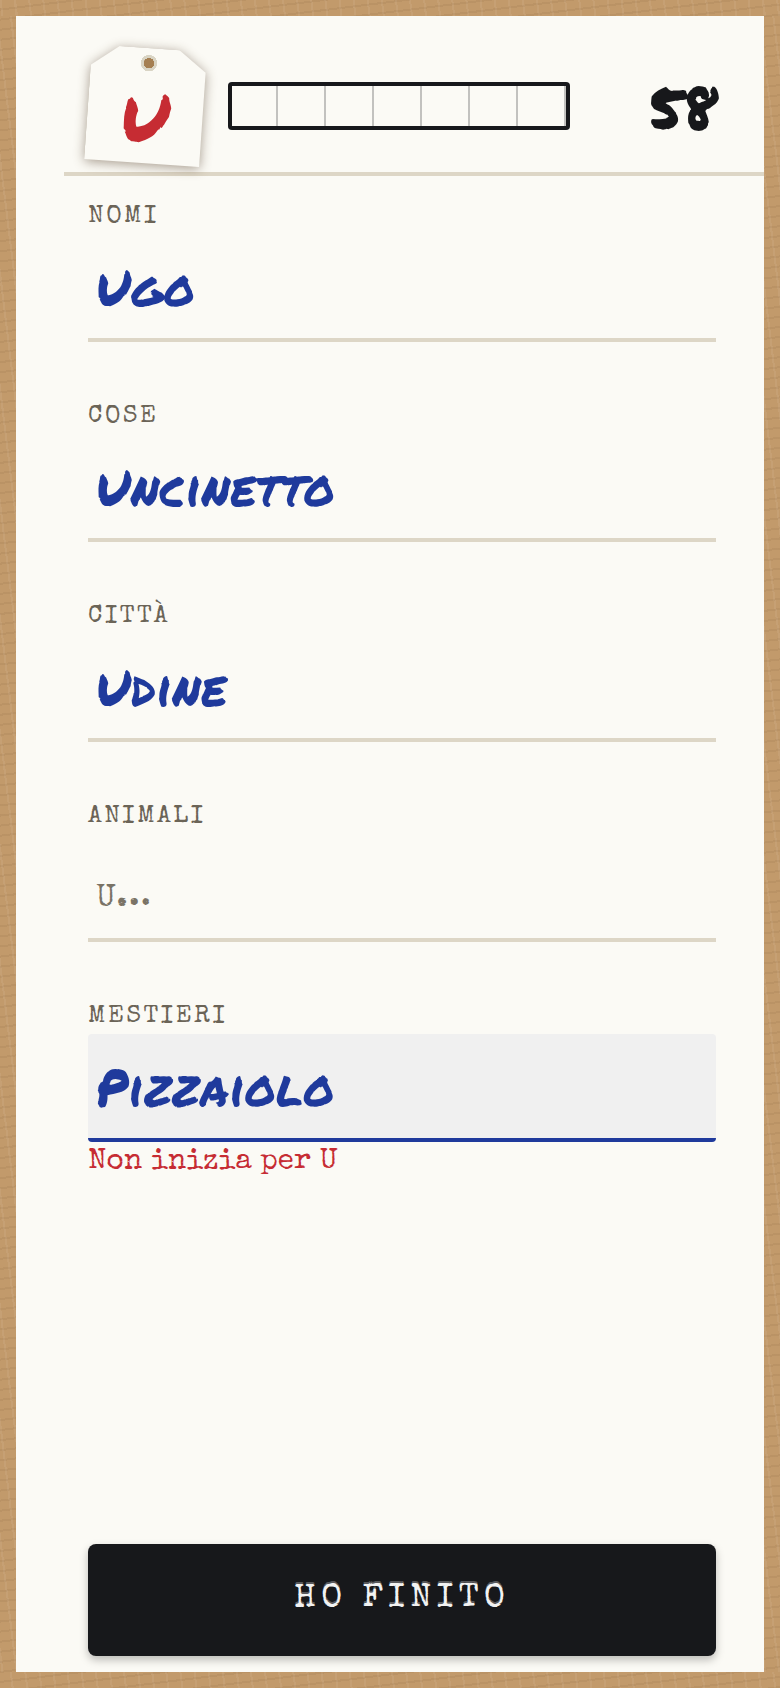 U
58
NOMI
Ugo
COSE
Uncinetto
CITTÀ
Udine
ANIMALI
U...
MESTIERI
Pizzaiolo
Non inizia per U
HO FINITO